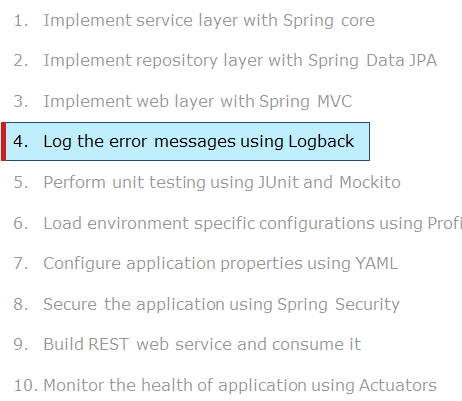 1. Implement service layer with Spring core
2. Implement repository layer with Spring Data JPA
3. Implement web layer with Spring MVC
4. Log the error messages using Logback
5. Perform unit testing using JUnit and Mockito
6. Load environment specific configurations using Profi
7. Configure application properties using YAML
8. Secure the application using Spring Security
9. Build REST web service and consume it
10. Monitor the health of application using Actuators